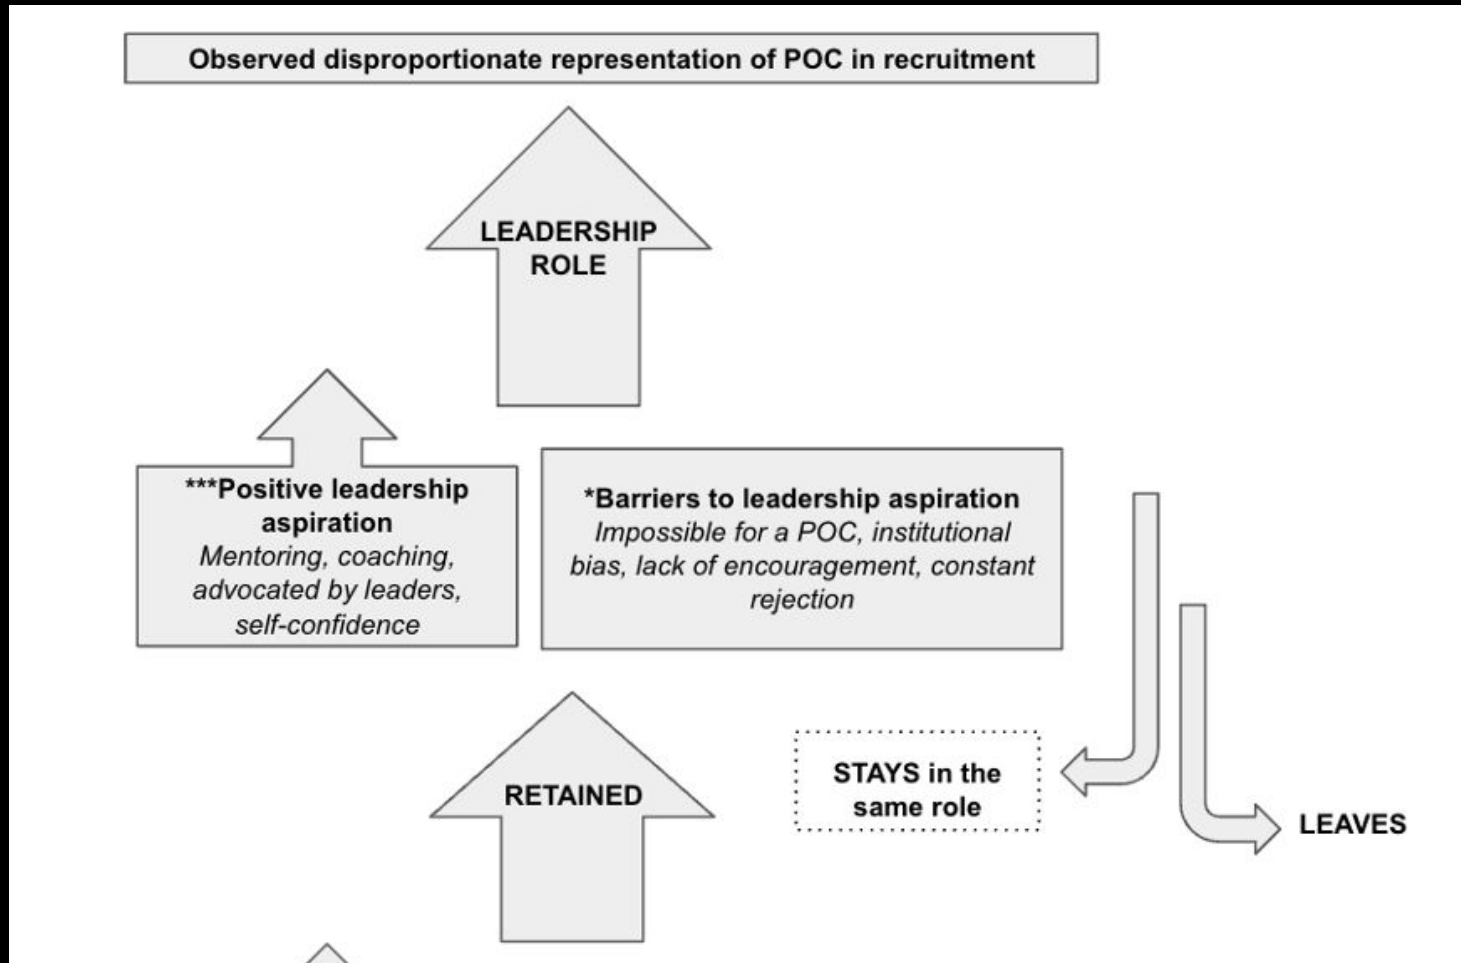 Observed disproportionate representation of POC in recruitment
LEADERSHIP
ROLE
***Positive leadership
aspiration
Mentoring, coaching,
advocated by leaders,
self-confidence
*Barriers to leadership aspiration
Impossible for a POC, institutional
bias, lack of encouragement, constant
rejection
RETAINED
STAYS in the
same role
LEAVES